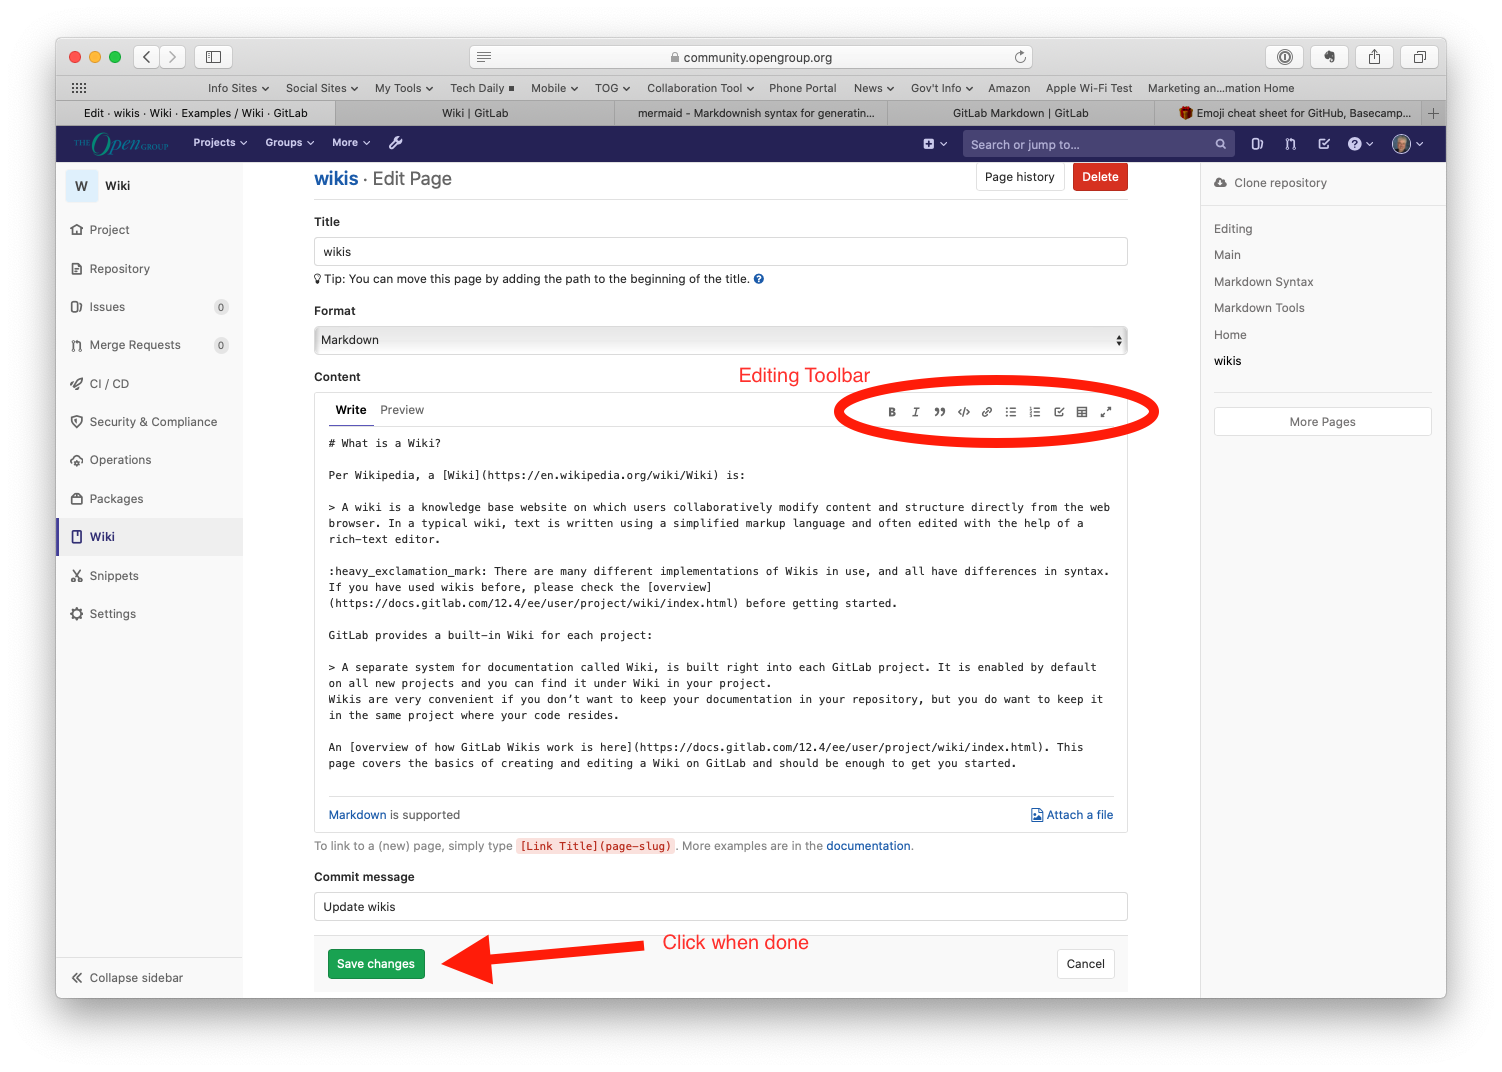 community.opengroup.org
Info Sites Social Sites My Tools Tech Daily Mobile TOG Collaboration Tool Phone Portal News Gov't Info Amazon Apple Wi-Fi Test Marketing an...mation Home
Edit · wikis · Wiki · Examples / Wiki · GitLab Wiki | GitLab mermaid - Markdownish syntax for generatin... GitLab Markdown | GitLab Emoji cheat sheet for GitHub, Basecamp...
THE Open GROUP Projects Groups More Search or jump to...
W Wiki
Project
Repository
Issues 0
Merge Requests 0
CI / CD
Security & Compliance
Operations
Packages
Wiki
Snippets
Settings
Collapse sidebar
wikis · Edit Page Page history Delete
Title
wikis
Tip: You can move this page by adding the path to the beginning of the title.
Format
Markdown
Content
Editing Toolbar
Write Preview
# What is a Wiki?
Per Wikipedia, a [Wiki](https://en.wikipedia.org/wiki/Wiki) is:
> A wiki is a knowledge base website on which users collaboratively modify content and structure directly from the web
browser. In a typical wiki, text is written using a simplified markup language and often edited with the help of a
rich-text editor.
:heavy_exclamation_mark: There are many different implementations of Wikis in use, and all have differences in syntax.
If you have used wikis before, please check the [overview]
(https://docs.gitlab.com/12.4/ee/user/project/wiki/index.html) before getting started.
GitLab provides a built-in Wiki for each project:
> A separate system for documentation called Wiki, is built right into each GitLab project. It is enabled by default
on all new projects and you can find it under Wiki in your project.
Wikis are very convenient if you don’t want to keep your documentation in your repository, but you do want to keep it
in the same project where your code resides.
An [overview of how GitLab Wikis work is here](https://docs.gitlab.com/12.4/ee/user/project/wiki/index.html). This
page covers the basics of creating and editing a Wiki on GitLab and should be enough to get you started.
Markdown is supported Attach a file
To link to a (new) page, simply type [Link Title](page-slug). More examples are in the documentation.
Commit message
Update wikis
Click when done
Save changes Cancel
Clone repository
Editing
Main
Markdown Syntax
Markdown Tools
Home
wikis
More Pages